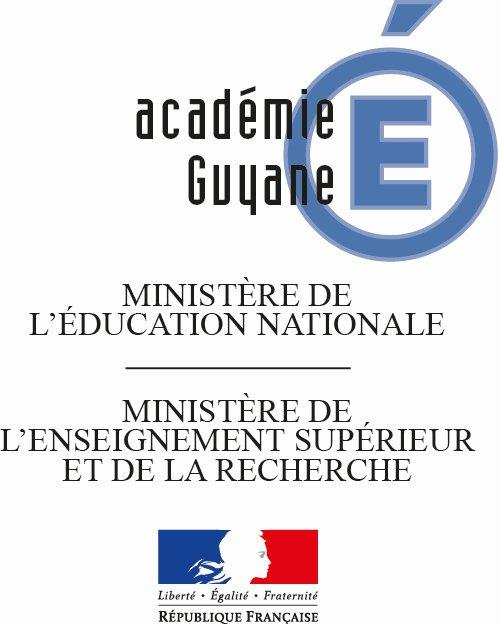 académie
Guyane
É
MINISTÈRE DE
L’ÉDUCATION NATIONALE
MINISTÈRE DE
L’ENSEIGNEMENT SUPÉRIEUR
ET DE LA RECHERCHE
Liberté • Égalité • Fraternité
RÉPUBLIQUE FRANÇAISE